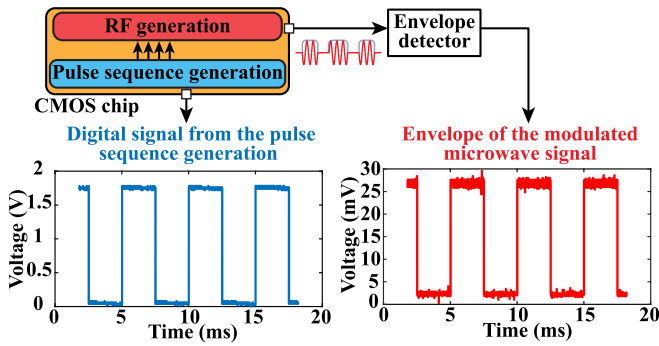 RF generation
Pulse sequence generation
CMOS chip
Envelope
detector
Digital signal from the pulse
sequence generation
Voltage (V)
2
1.5
1
0.5
0
0
5
10
15
20
Time (ms)
Envelope of the modulated
microwave signal
Voltage (mV)
30
25
20
15
10
5
0
0
5
10
15
20
Time (ms)